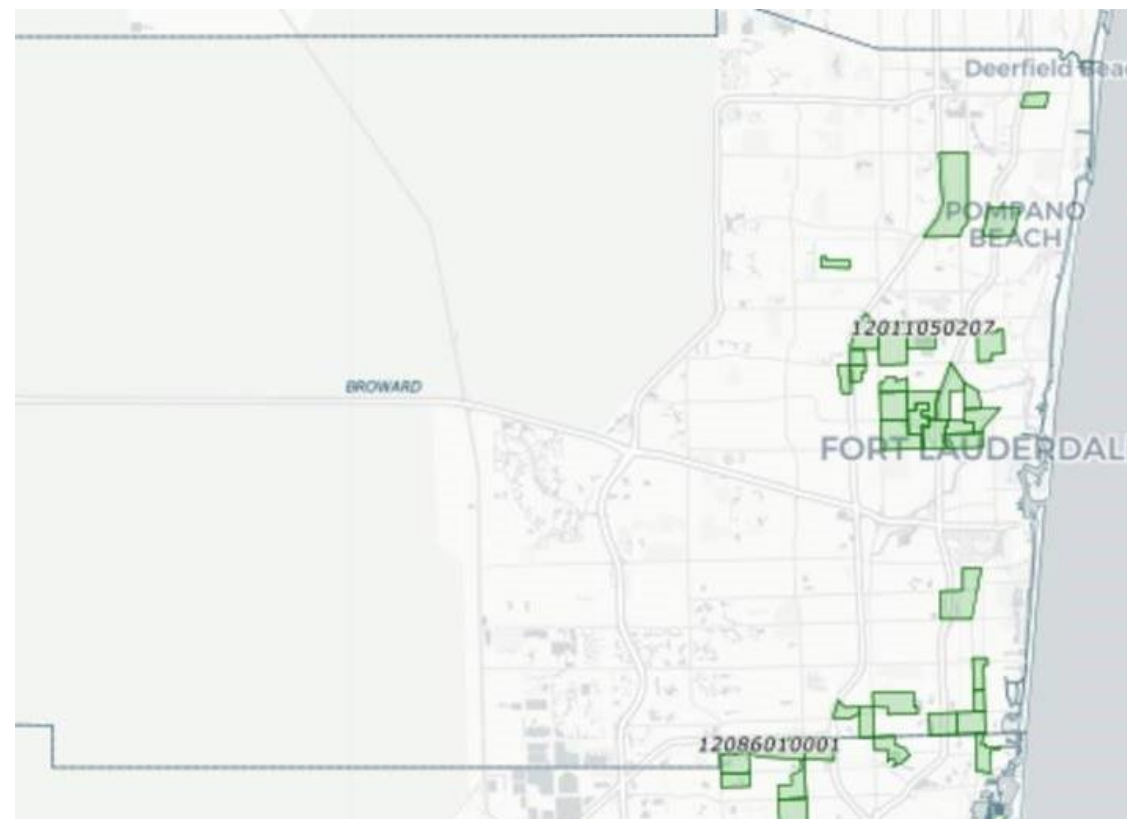 Deerfield Beac
POMPANO
BEACH
12011050207
BROWARD
FORT LAUDERDAL
12086010001